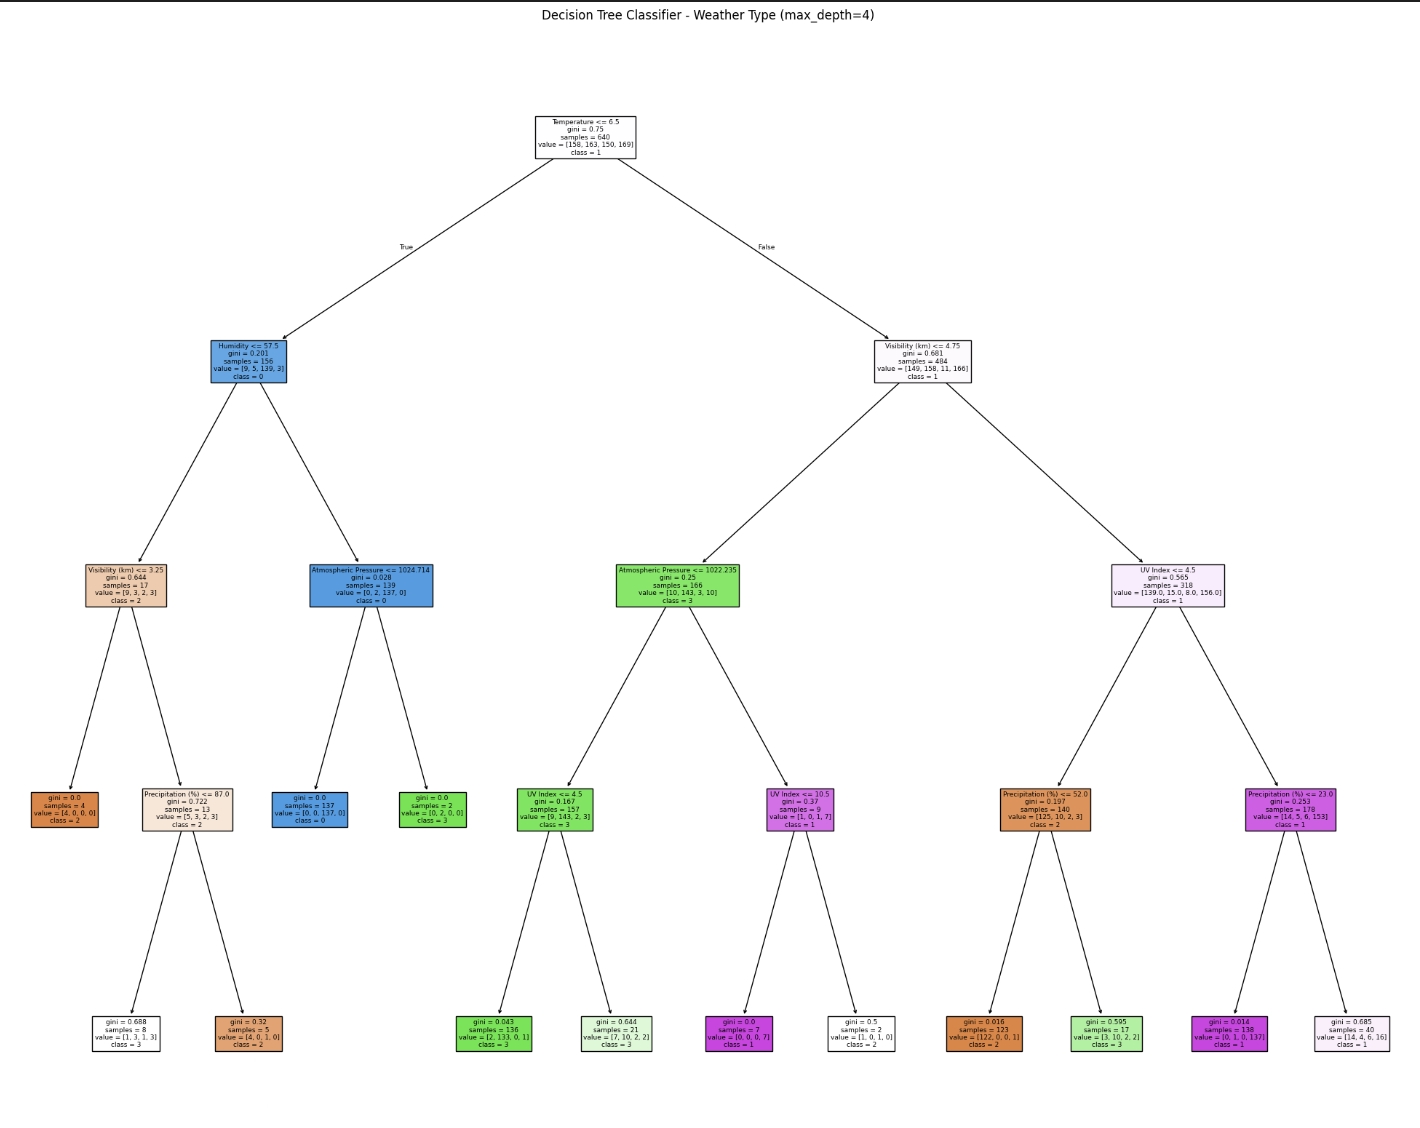 Decision Tree Classifier - Weather Type (max_depth=4)
Temperature <= 6.5
gini = 0.75
samples = 640
value = [158, 163, 150, 169]
class = 1
True
False
Humidity <= 57.5
gini = 0.201
samples = 156
value = [9, 5, 139, 3]
class = 0
Visibility (km) <= 4.75
gini = 0.681
samples = 484
value = [149, 158, 11, 166]
class = 1
Visibility (km) <= 3.25
gini = 0.644
samples = 17
value = [9, 3, 2, 3]
class = 2
Atmospheric Pressure <= 1024.714
gini = 0.028
samples = 139
value = [0, 2, 137, 0]
class = 0
Atmospheric Pressure <= 1022.235
gini = 0.25
samples = 166
value = [10, 143, 3, 10]
class = 3
UV Index <= 4.5
gini = 0.565
samples = 318
value = [139.0, 15.0, 8.0, 156.0]
class = 1
gini = 0.0
samples = 4
value = [4, 0, 0, 0]
class = 2
Precipitation (%) <= 87.0
gini = 0.722
samples = 13
value = [5, 3, 2, 3]
class = 2
gini = 0.0
samples = 137
value = [0, 0, 137, 0]
class = 0
gini = 0.0
samples = 2
value = [0, 2, 0, 0]
class = 3
UV Index <= 4.5
gini = 0.167
samples = 157
value = [9, 143, 2, 3]
class = 3
UV Index <= 10.5
gini = 0.37
samples = 9
value = [1, 0, 1, 7]
class = 1
Precipitation (%) <= 52.0
gini = 0.197
samples = 140
value = [125, 10, 2, 3]
class = 2
Precipitation (%) <= 23.0
gini = 0.253
samples = 178
value = [14, 5, 6, 153]
class = 1
gini = 0.688
samples = 8
value = [1, 3, 1, 3]
class = 3
gini = 0.32
samples = 5
value = [4, 0, 1, 0]
class = 2
gini = 0.043
samples = 136
value = [2, 133, 0, 1]
class = 3
gini = 0.644
samples = 21
value = [7, 10, 2, 2]
class = 3
gini = 0.0
samples = 7
value = [0, 0, 0, 7]
class = 1
gini = 0.5
samples = 2
value = [1, 0, 1, 0]
class = 2
gini = 0.016
samples = 123
value = [122, 0, 0, 1]
class = 2
gini = 0.595
samples = 17
value = [3, 10, 2, 2]
class = 3
gini = 0.014
samples = 138
value = [0, 1, 0, 137]
class = 1
gini = 0.685
samples = 40
value = [14, 4, 6, 16]
class = 1